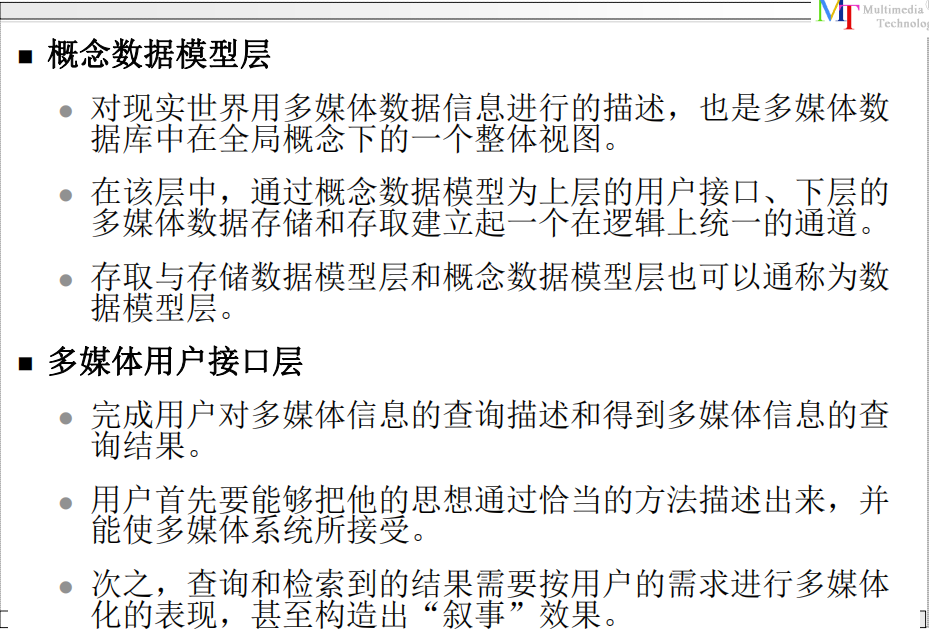 MT Multimedia
Technolo
■ 概念数据模型层
● 对现实世界用多媒体数据信息进行的描述，也是多媒体数
据库中在全局概念下的一个整体视图。
● 在该层中，通过概念数据模型为上层的用户接口、下层的
多媒体数据存储和存取建立起一个在逻辑上统一的通道。
● 存取与存储数据模型层和概念数据模型层也可以通称为数
据模型层。
■ 多媒体用户接口层
● 完成用户对多媒体信息的查询描述和得到多媒体信息的查
询结果。
● 用户首先要能够把他的思想通过恰当的方法描述出来，并
能使多媒体系统所接受。
● 次之，查询和检索到的结果需要按用户的需求进行多媒体
化的表现，甚至构造出“叙事”效果。